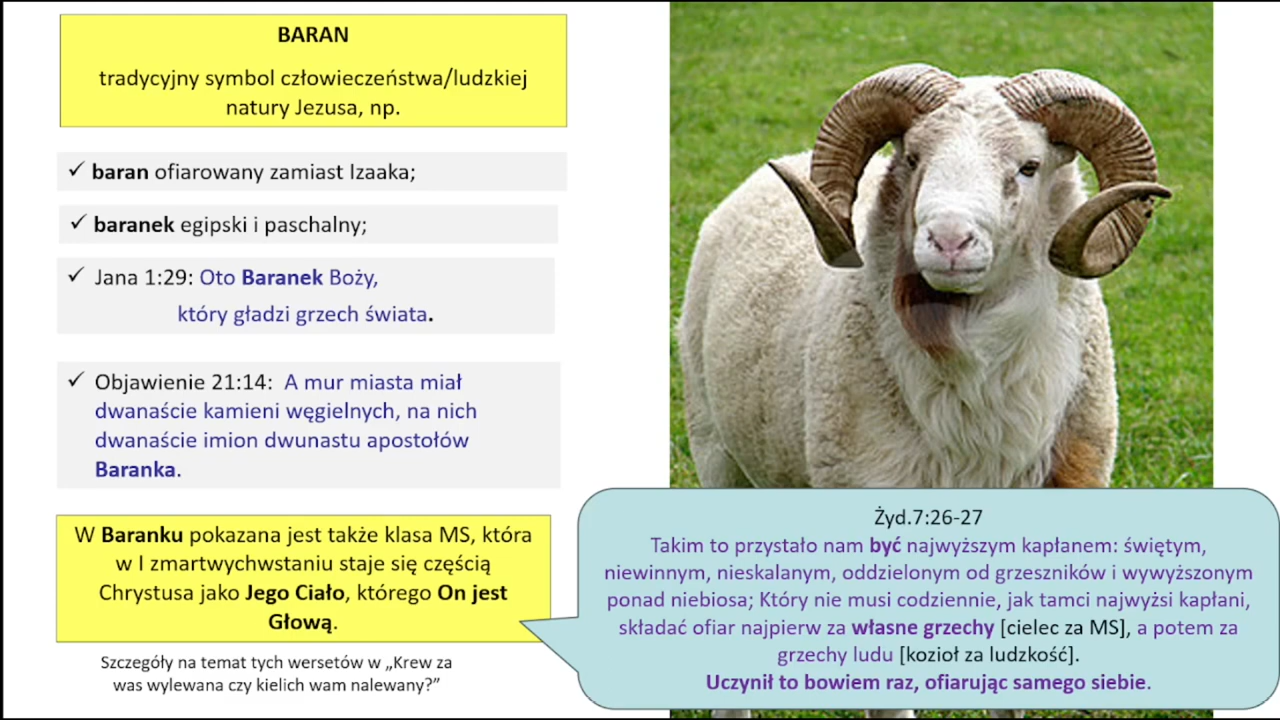 BARAN
tradycyjny symbol człowieczeństwa/ludzkiej
natury Jezusa, np.
✓ baran ofiarowany zamiast Izaaka;
✓ baranek egipski i paschalny;
✓ Jana 1:29: Oto Baranek Boży,
który gładzi grzech świata.
✓ Objawienie 21:14: A mur miasta miał
dwanaście kamieni węgielnych, na nich
dwanaście imion dwunastu apostołów
Baranka.
W Baranku pokazana jest także klasa MS, która
w I zmartwychwstaniu staje się częścią
Chrystusa jako Jego Ciało, którego On jest
Głową.
Szczegóły na temat tych wersetów w „Krew za
was wylewana czy kielich wam nalewany?”
Żyd.7:26-27
Takim to przystało nam być najwyższym kapłanem: świętym,
niewinnym, nieskalanym, oddzielonym od grzeszników i wywyższonym
ponad niebiosa; Który nie musi codziennie, jak tamci najwyżsi kapłani,
składać ofiar najpierw za własne grzechy [cielec za MS], a potem za
grzechy ludu [kozioł za ludzkość].
Uczynił to bowiem raz, ofiarując samego siebie.